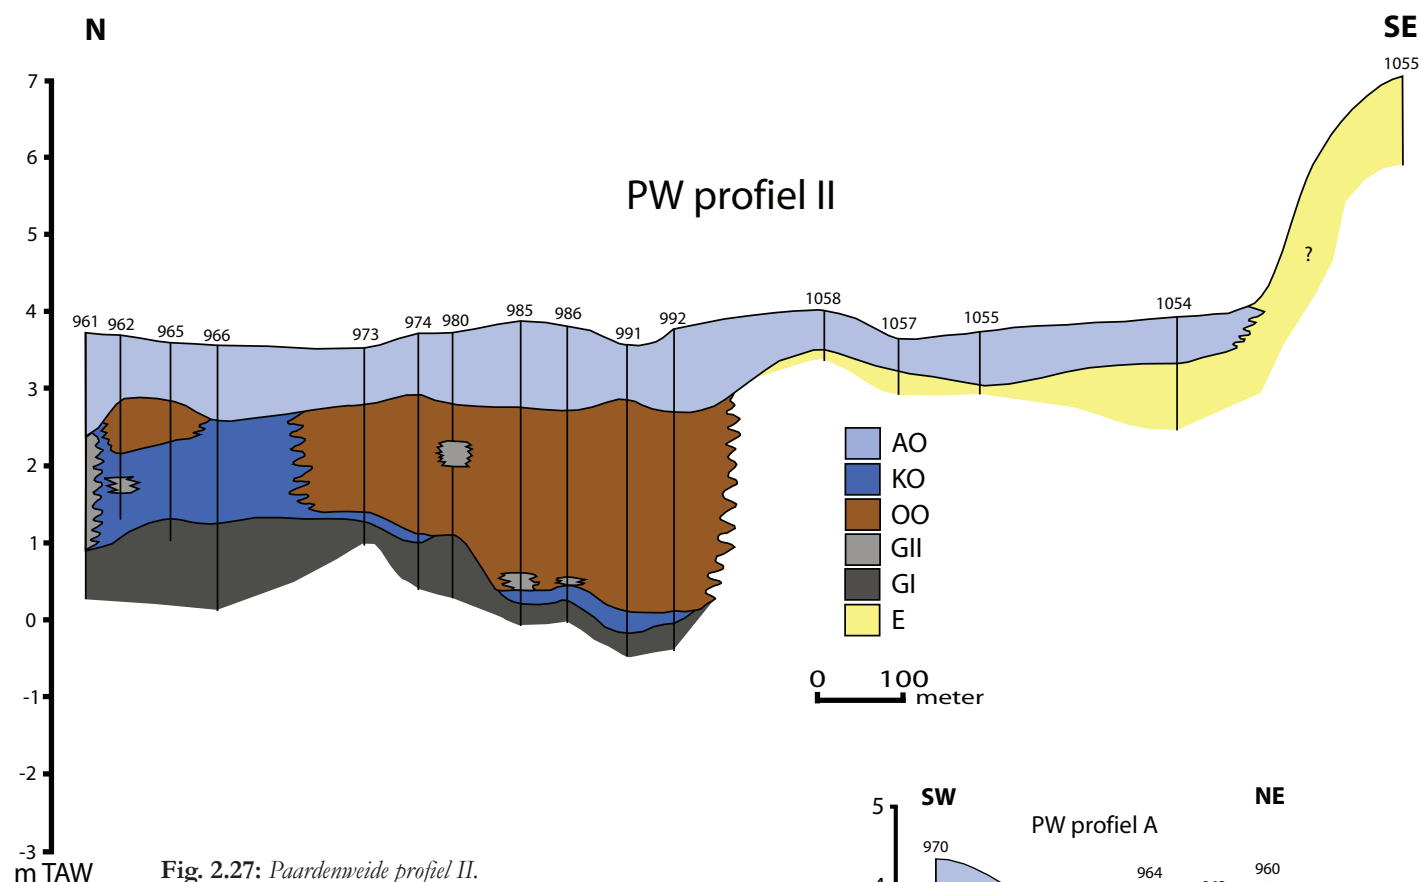 N
SE
1055
7
6
5
4
3
2
1
0
-1
-2
-3
m TAW
PW profiel II
?
961 962 965 966 973 974 980 985 986 991 992 1058 1057 1055 1054
AO
KO
OO
GII
GI
E
0 100
meter
Fig. 2.27: Paardenweide profiel II.
SW
NE
5
PW profiel A
970
964
960